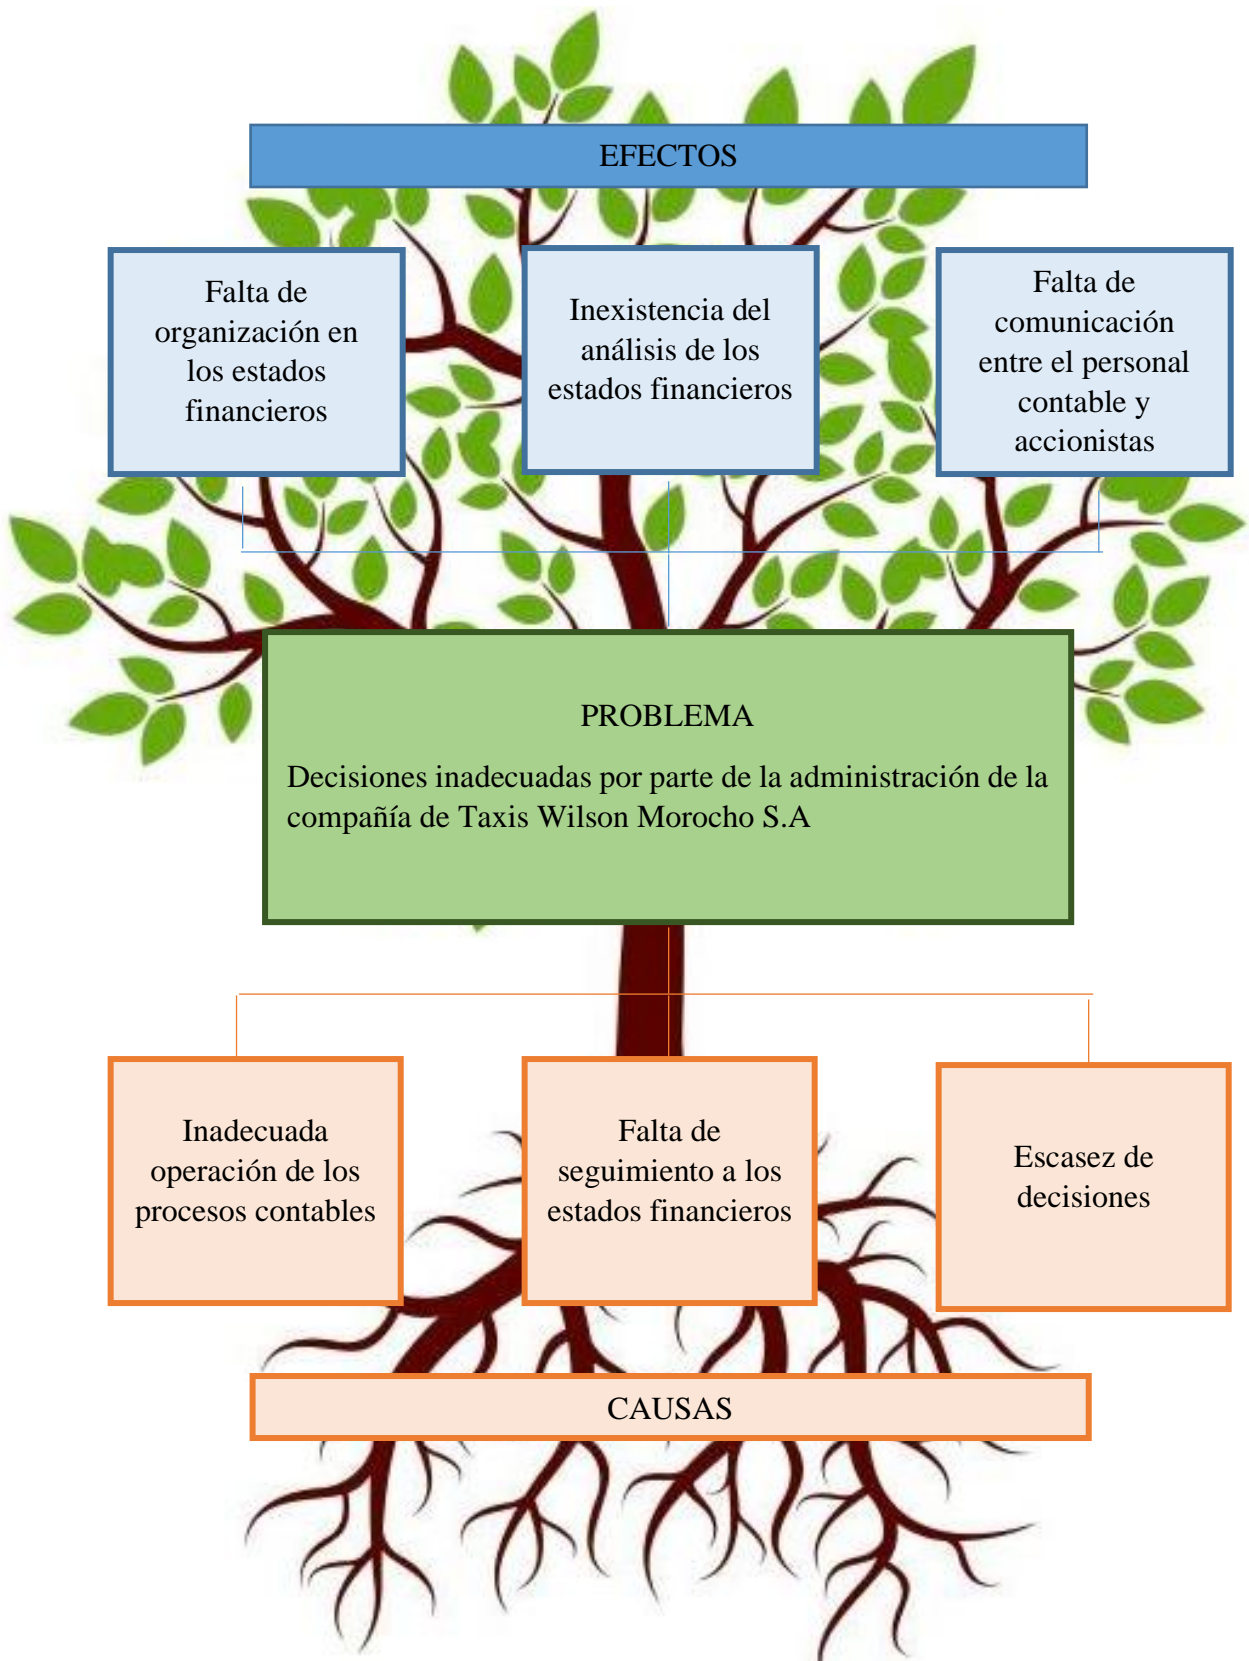 EFECTOS
Falta de
organización en
los estados
financieros
Inexistencia del
análisis de los
estados financieros
Falta de
comunicación
entre el personal
contable y
accionistas
PROBLEMA
Decisiones inadecuadas por parte de la administración de la
compañía de Taxis Wilson Morocho S.A
Inadecuada
operación de los
procesos contables
Falta de
seguimiento a los
estados financieros
Escasez de
decisiones
CAUSAS